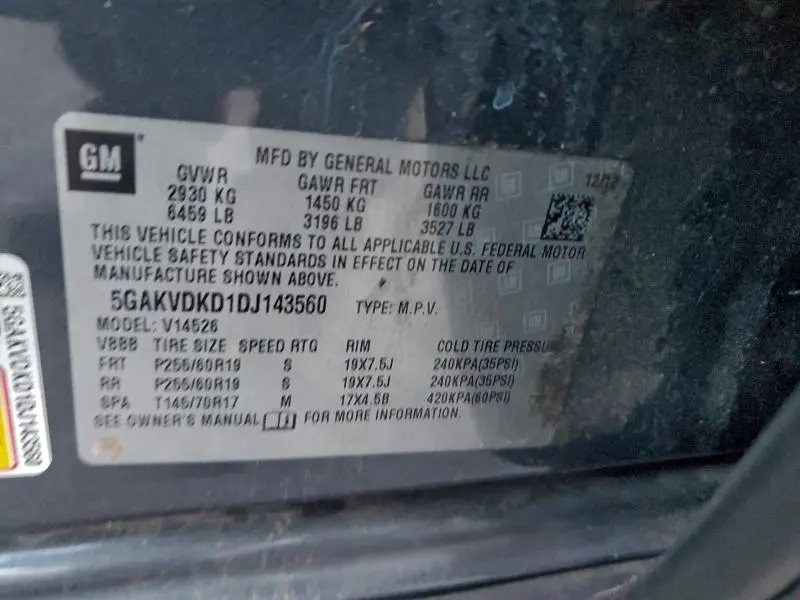 GM
MFD BY GENERAL MOTORS LLC
12/12
GVWR GAWR FRT GAWR RR
2930 KG 1450 KG 1600 KG
6459 LB 3196 LB 3527 LB
THIS VEHICLE CONFORMS TO ALL APPLICABLE U.S. FEDERAL MOTOR
VEHICLE SAFETY STANDARDS IN EFFECT ON THE DATE OF
MANUFACTURE SHOWN ABOVE.
5GAKVDKD1DJ143560 TYPE: M.P.V.
MODEL: V14526
VBBB TIRE SIZE SPEED RTG RIM COLD TIRE PRESSU
FRT P255/60R19 S 19X7.5J 240KPA(35PSI)
RR P255/60R19 S 19X7.5J 240KPA(35PSI)
SPA T145/70R17 M 17X4.5B 420KPA(60PSI)
SEE OWNER'S MANUAL FOR MORE INFORMATION.
5GAKVDKD1DJ143560